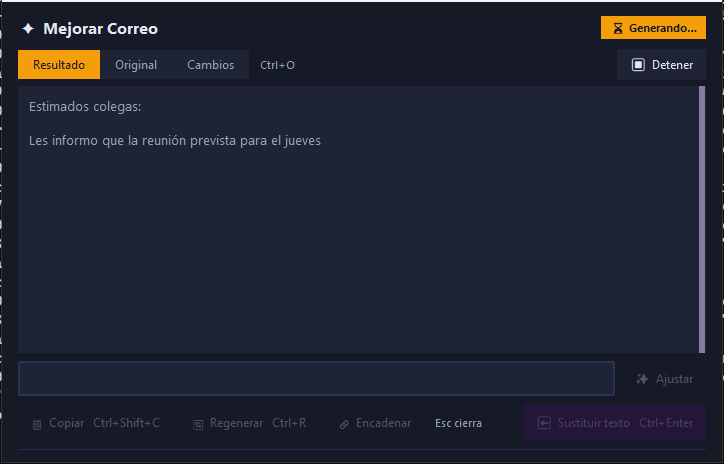 Mejorar Correo
Generando...
Resultado Original Cambios Ctrl+O
Detener
Estimados colegas:
Les informo que la reunión prevista para el jueves
Ajustar
Copiar Ctrl+Shift+C Regenerar Ctrl+R Encadenar Esc cierra Sustituir texto Ctrl+Enter